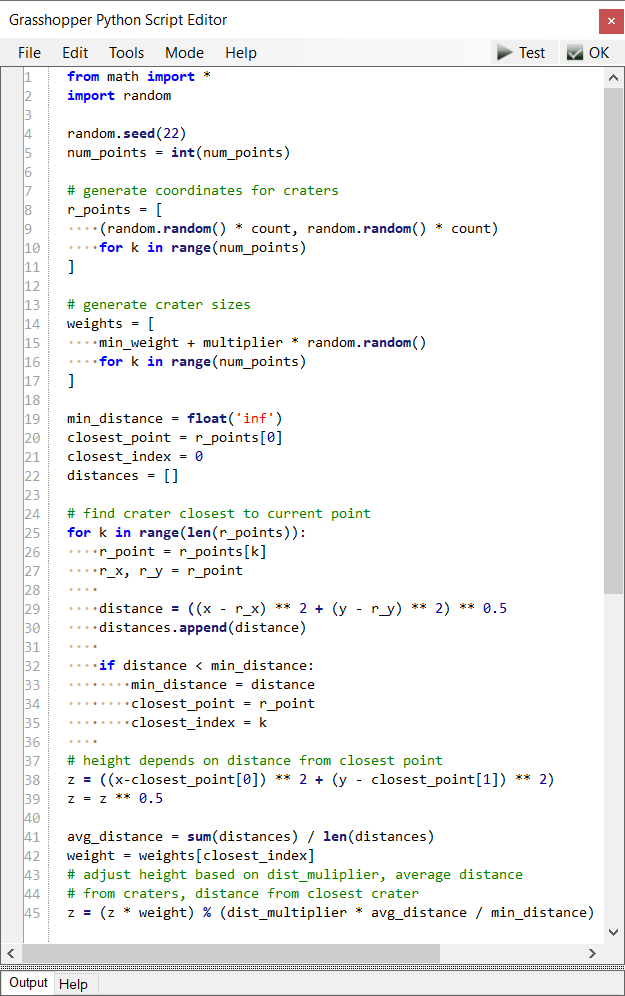 Grasshopper Python Script Editor
File Edit Tools Mode Help Test OK
1 from math import *
2 import random
3
4 random.seed(22)
5 num_points = int(num_points)
6
7 # generate coordinates for craters
8 r_points = [
9 ····(random.random() * count, random.random() * count)
10 ····for k in range(num_points)
11 ]
12
13 # generate crater sizes
14 weights = [
15 ····min_weight + multiplier * random.random()
16 ····for k in range(num_points)
17 ]
18
19 min_distance = float('inf')
20 closest_point = r_points[0]
21 closest_index = 0
22 distances = []
23
24 # find crater closest to current point
25 for k in range(len(r_points)):
26 ····r_point = r_points[k]
27 ····r_x, r_y = r_point
28 ····
29 ····distance = ((x - r_x) ** 2 + (y - r_y) ** 2) ** 0.5
30 ····distances.append(distance)
31 ····
32 ····if distance < min_distance:
33 ········min_distance = distance
34 ········closest_point = r_point
35 ········closest_index = k
36 ····
37 # height depends on distance from closest point
38 z = ((x-closest_point[0]) ** 2 + (y - closest_point[1]) ** 2)
39 z = z ** 0.5
40
41 avg_distance = sum(distances) / len(distances)
42 weight = weights[closest_index]
43 # adjust height based on dist_muliplier, average distance
44 # from craters, distance from closest crater
45 z = (z * weight) % (dist_multiplier * avg_distance / min_distance)
Output Help